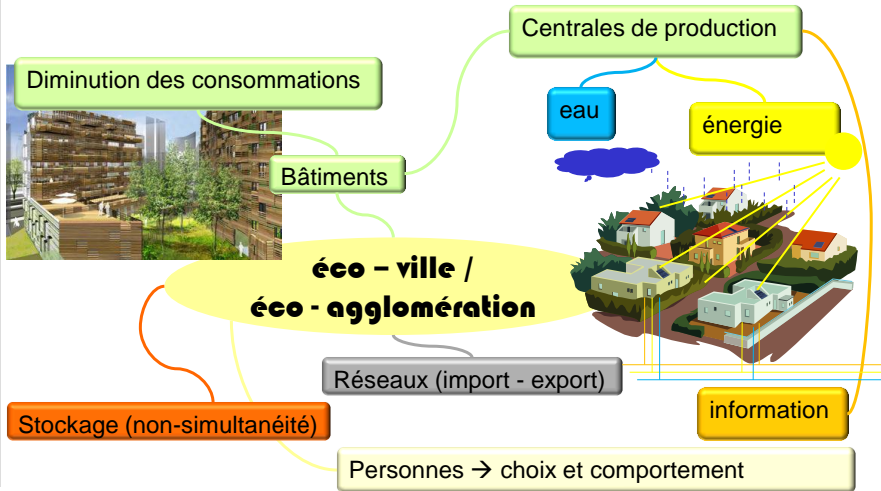 Centrales de production
Diminution des consommations
eau
énergie
Bâtiments
éco – ville /
éco - agglomération
Réseaux (import - export)
information
Stockage (non-simultanéité)
Personnes → choix et comportement